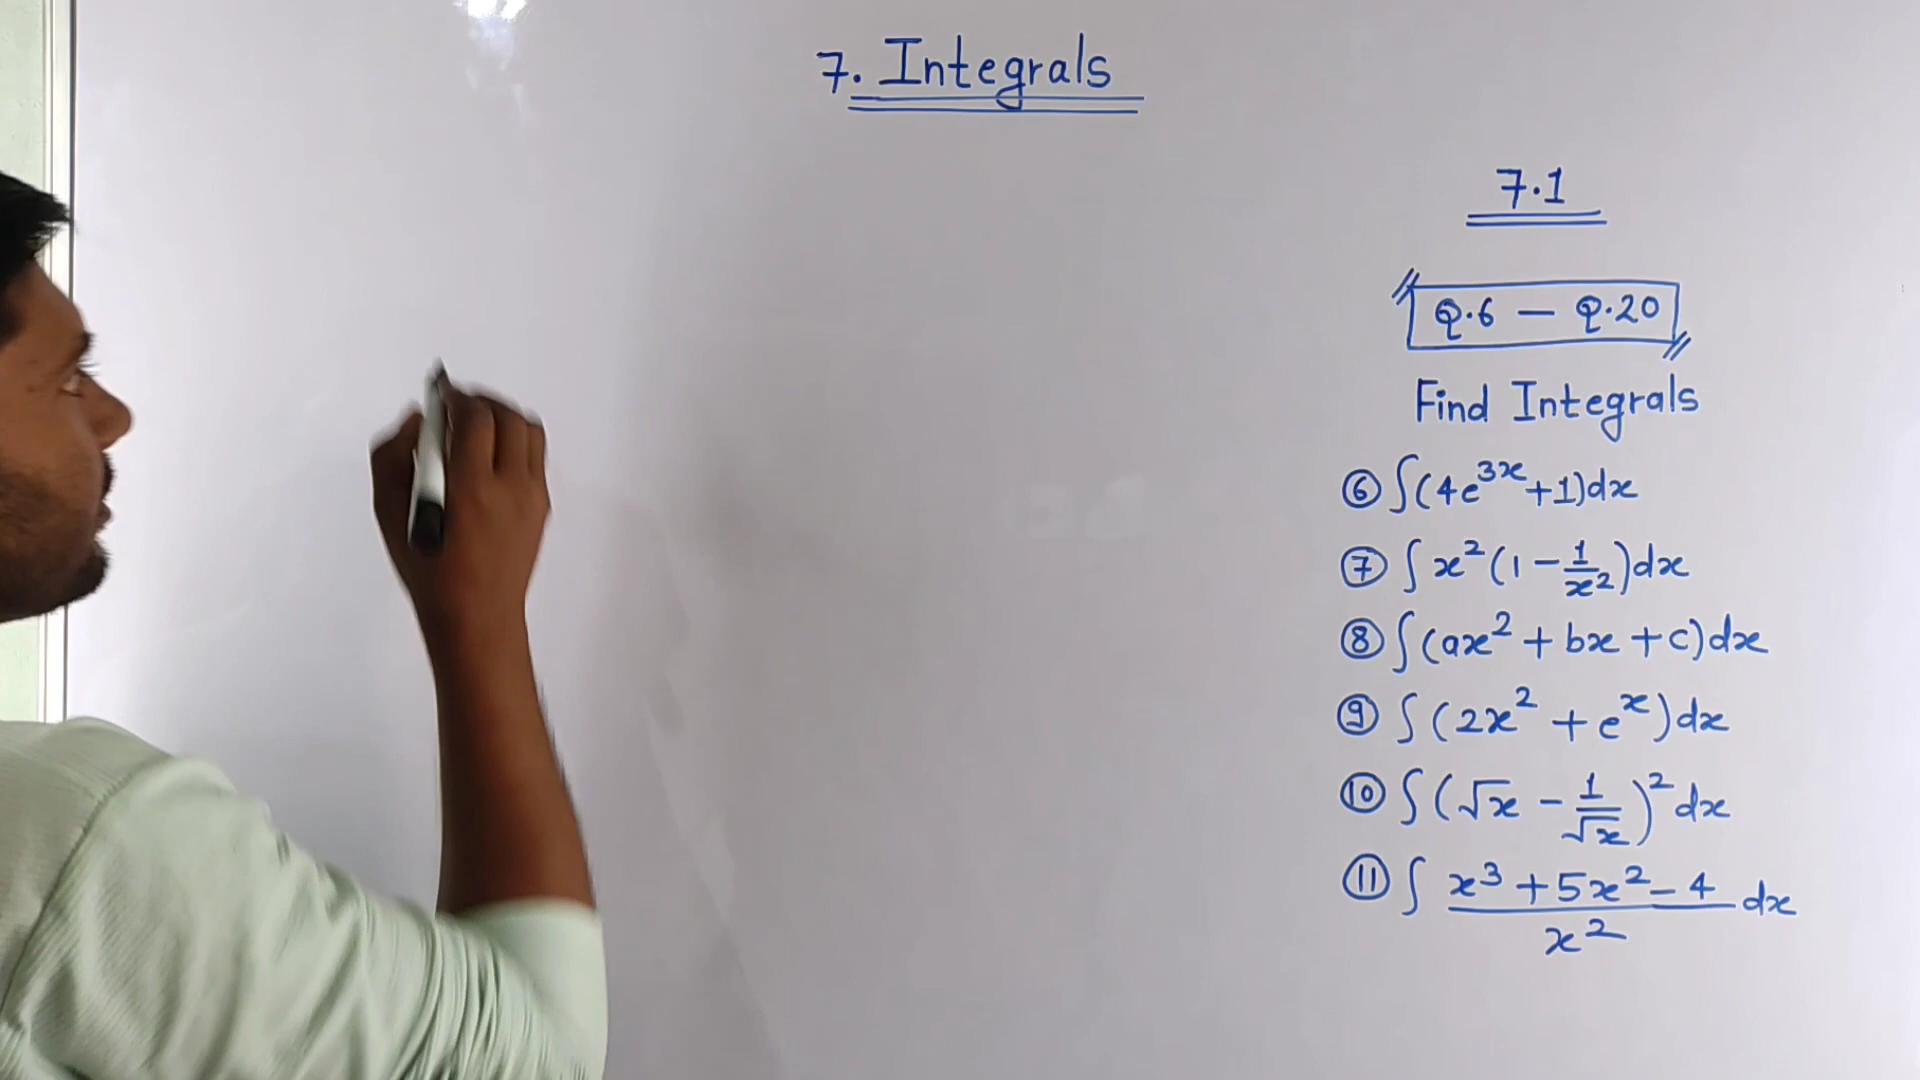 7. Integrals
7.1
Q.6 — Q.20
Find Integrals
⑥ ∫(4e^{3x}+1)dx
⑦ ∫ x²(1 - 1/x²)dx
⑧ ∫(ax² + bx + c)dx
⑨ ∫(2x² + e^x)dx
⑩ ∫(√x - 1/√x)² dx
⑪ ∫ (x³ + 5x² - 4)/x² dx